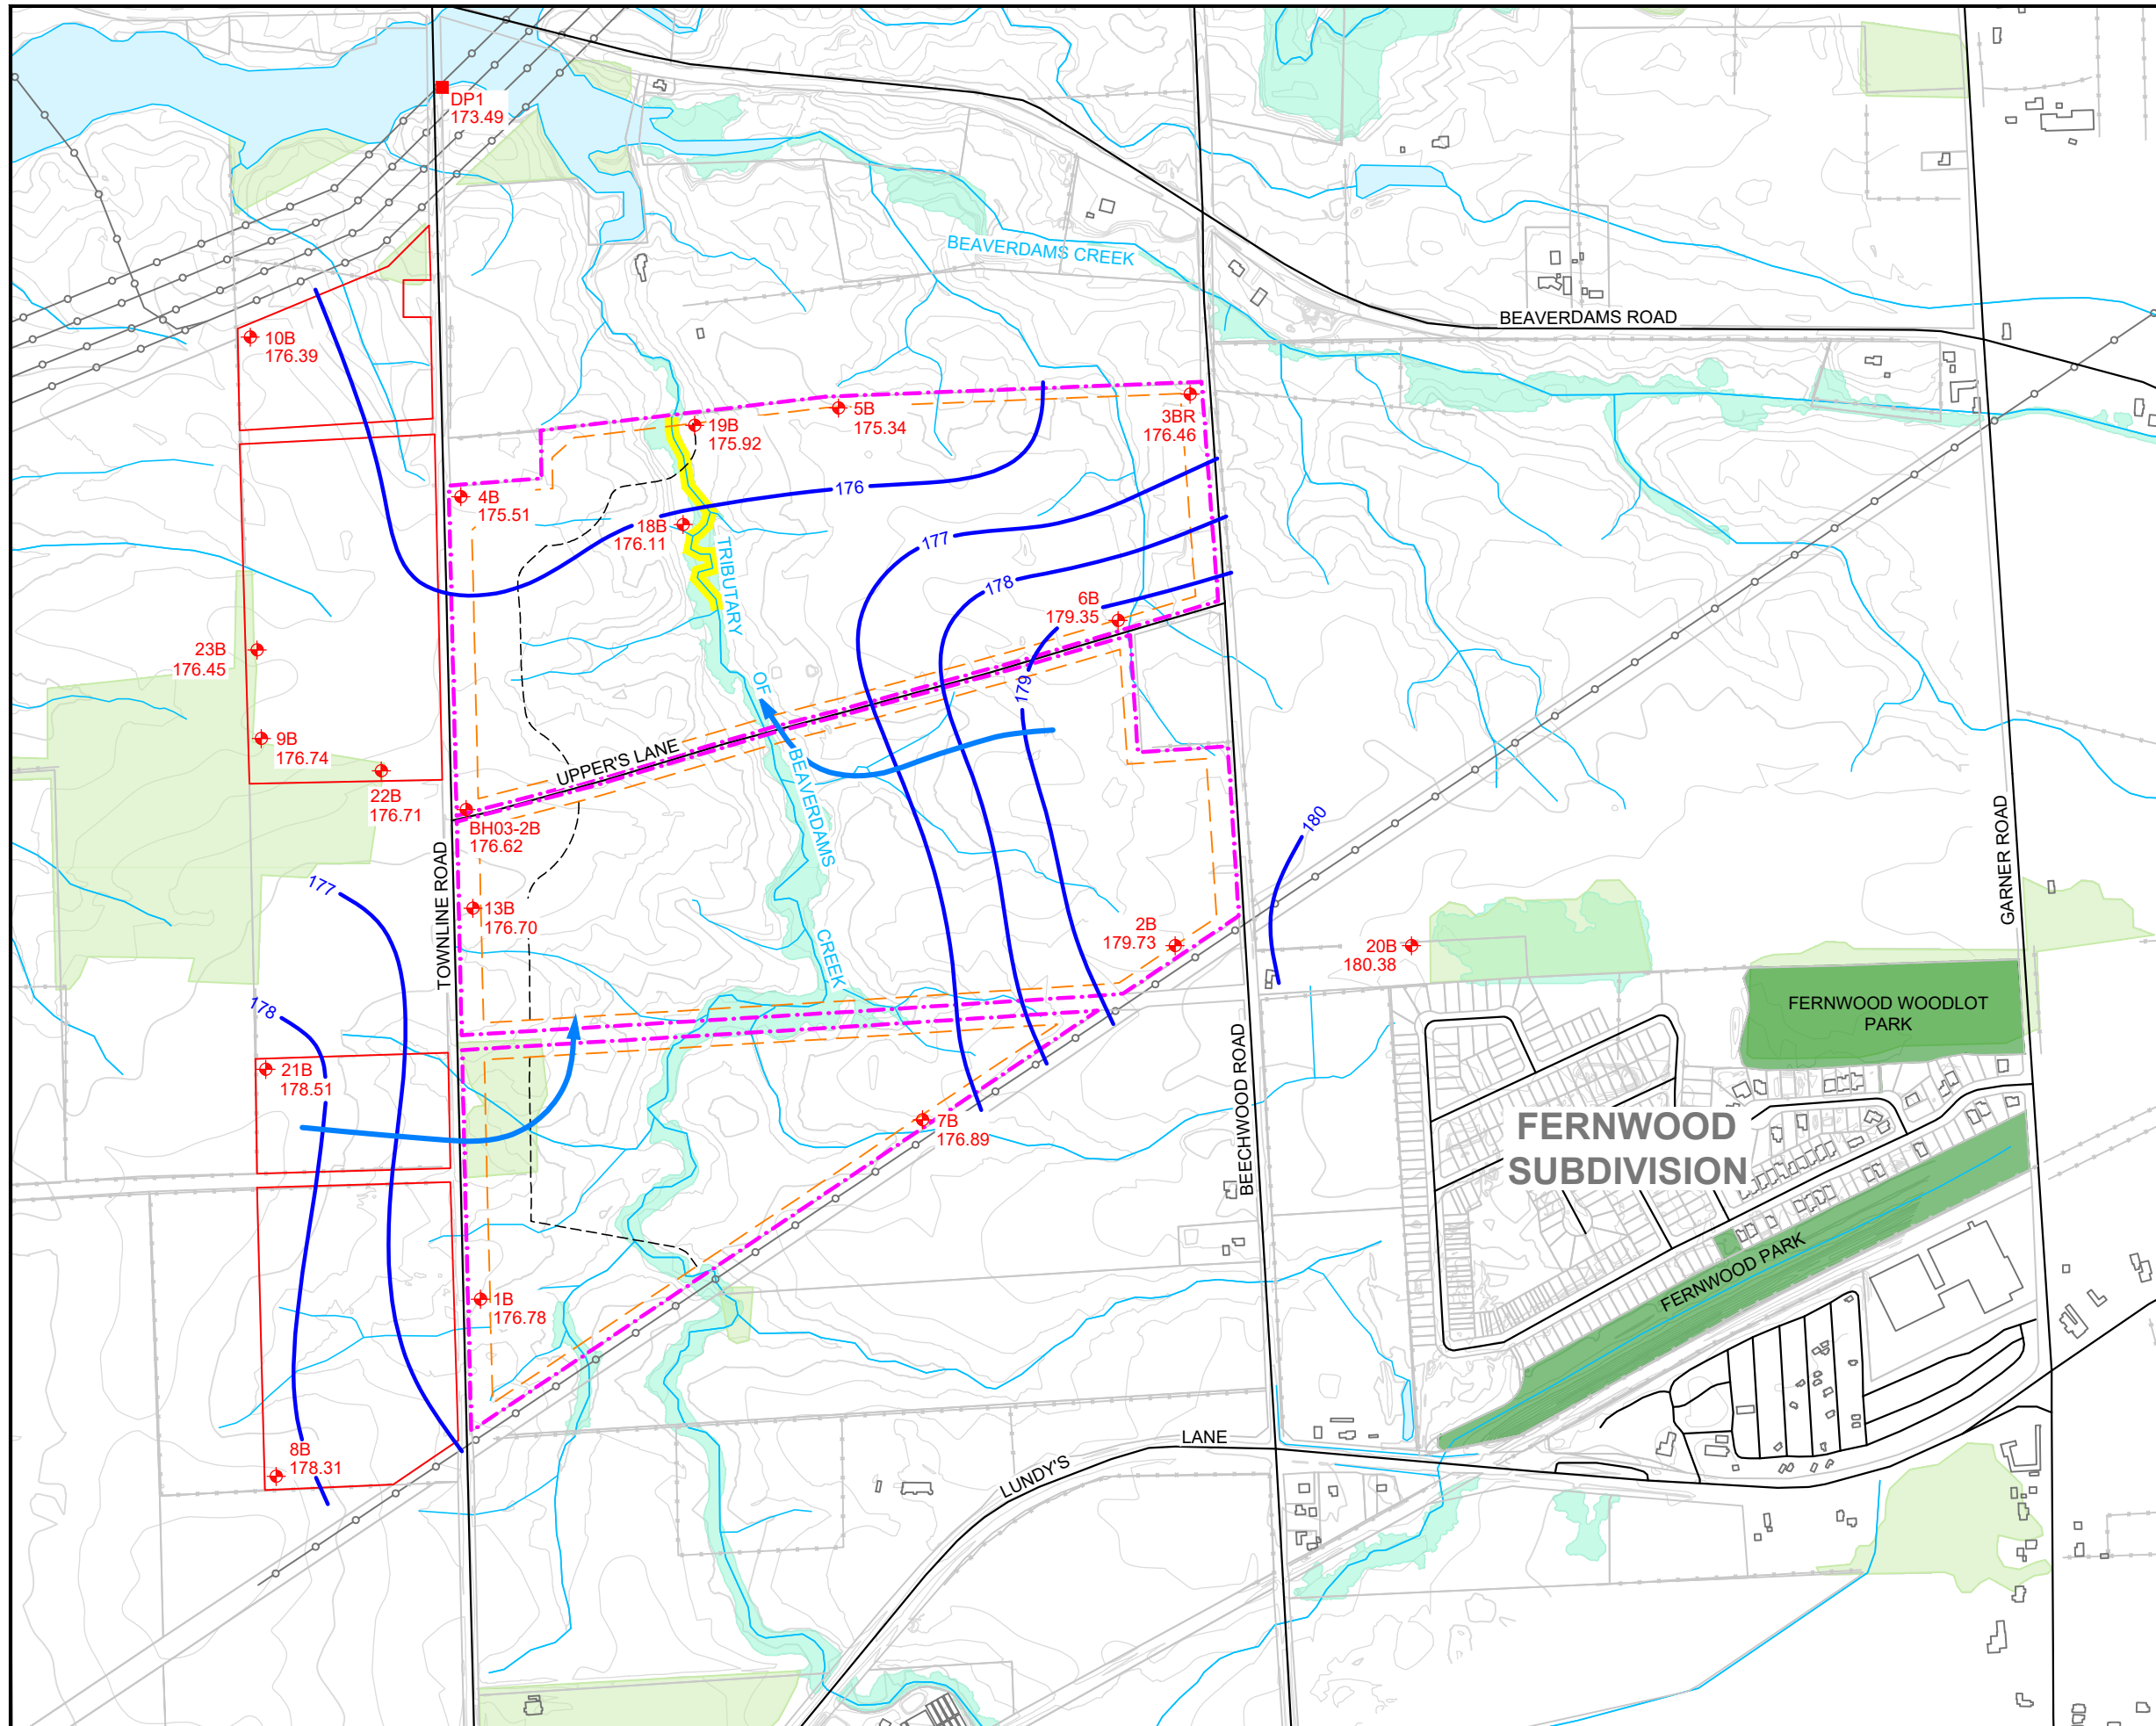 DP1
173.49
BEAVERDAMS CREEK
BEAVERDAMS ROAD
10B
176.39
5B
175.34
3BR
176.46
19B
175.92
4B
175.51
176
18B
176.11
177
TRIBUTARY
178
6B
179.35
23B
176.45
OF
179
9B
176.74
UPPER'S LANE
BEAVERDAMS
22B
176.71
BH03-2B
176.62
180
GARNER ROAD
TOWNLINE ROAD
177
13B
176.70
CREEK
2B
179.73
20B
180.38
178
FERNWOOD WOODLOT
PARK
21B
178.51
BEECHWOOD ROAD
7B
176.89
FERNWOOD
SUBDIVISION
FERNWOOD PARK
1B
176.78
8B
178.31
LUNDY'S
LANE